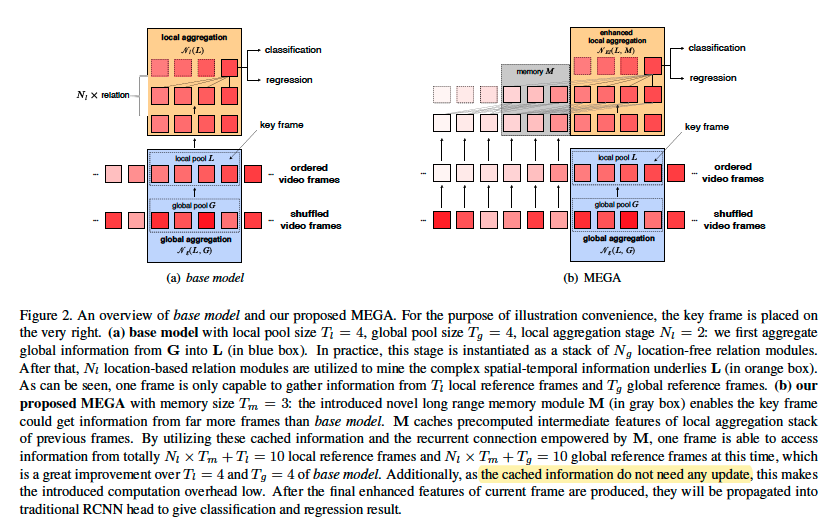 local aggregation
N_l(L)
classification
regression
N_l × relation
key frame
local pool L
ordered
video frames
global pool G
shuffled
video frames
global aggregation
N_g(L, G)
(a) base model
enhanced
local aggregation
N_El(L, M)
memory M
classification
regression
key frame
local pool L
ordered
video frames
global pool G
shuffled
video frames
global aggregation
N_g(L, G)
(b) MEGA
Figure 2. An overview of base model and our proposed MEGA. For the purpose of illustration convenience, the key frame is placed on
the very right. (a) base model with local pool size T_l = 4, global pool size T_g = 4, local aggregation stage N_l = 2: we first aggregate
global information from G into L (in blue box). In practice, this stage is instantiated as a stack of N_g location-free relation modules.
After that, N_l location-based relation modules are utilized to mine the complex spatial-temporal information underlies L (in orange box).
As can be seen, one frame is only capable to gather information from T_l local reference frames and T_g global reference frames. (b) our
proposed MEGA with memory size T_m = 3: the introduced novel long range memory module M (in gray box) enables the key frame
could get information from far more frames than base model. M caches precomputed intermediate features of local aggregation stack
of previous frames. By utilizing these cached information and the recurrent connection empowered by M, one frame is able to access
information from totally N_l × T_m + T_l = 10 local reference frames and N_l × T_m + T_g = 10 global reference frames at this time, which
is a great improvement over T_l = 4 and T_g = 4 of base model. Additionally, as the cached information do not need any update, this makes
the introduced computation overhead low. After the final enhanced features of current frame are produced, they will be propagated into
traditional RCNN head to give classification and regression result.